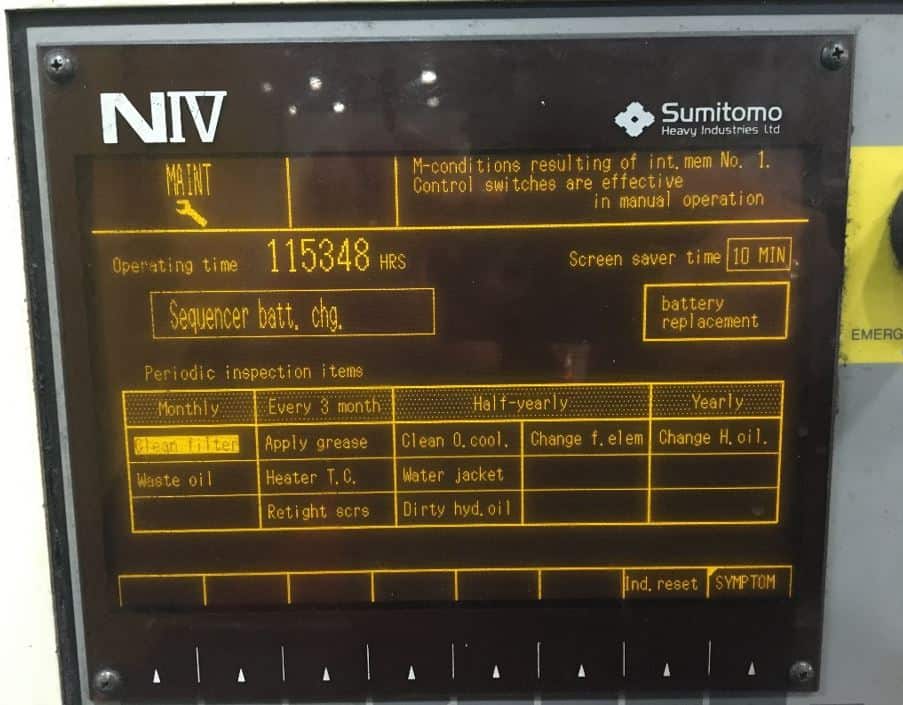 NIV
Sumitomo
Heavy Industries Ltd
MAINT
M-conditions resulting of int.mem No. 1.
Control switches are effective
in manual operation
Operating time 115348 HRS
Screen saver time 10 MIN
Sequencer batt. chg.
battery
replacement
EMERG
Periodic inspection items
Monthly Every 3 month Half-yearly Yearly
Clean filter Apply grease Clean O.cool. Change f.elem Change H.oil.
Waste oil Heater T.C. Water jacket
Retight scrs Dirty hyd.oil
Ind.reset SYMPTOM